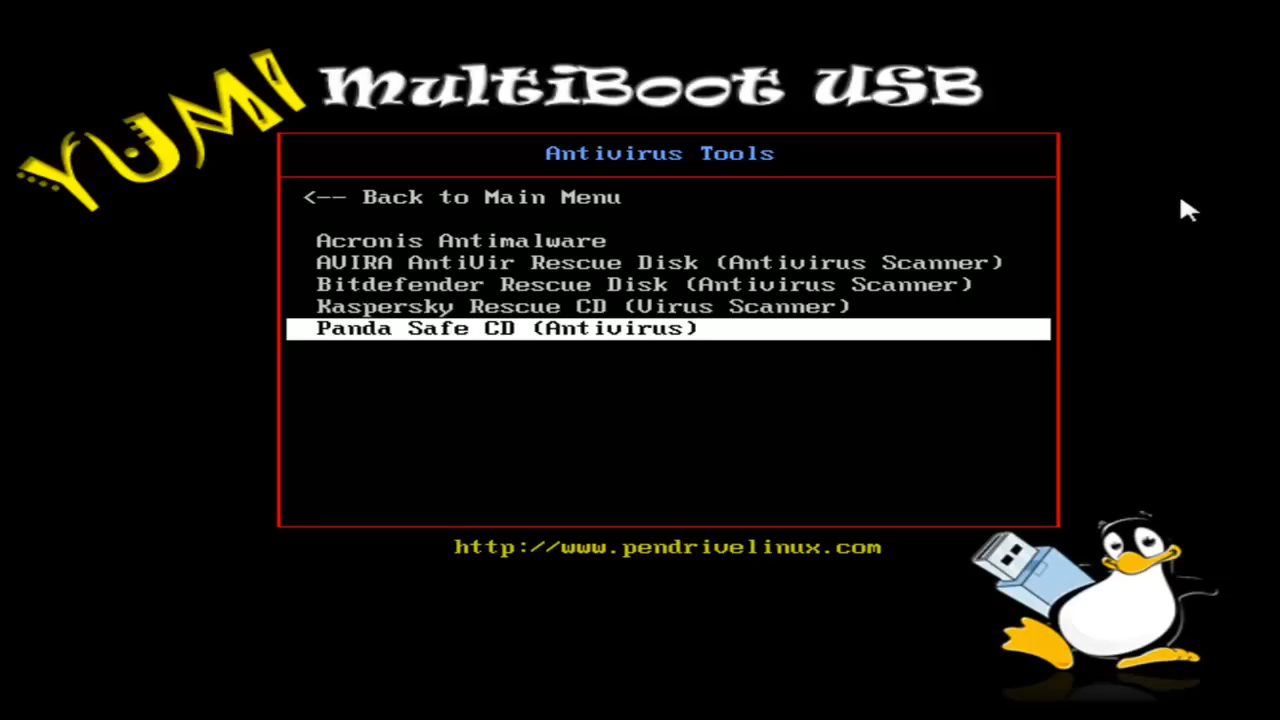 YUMI MultiBoot USB
Antivirus Tools
<-- Back to Main Menu
Acronis Antimalware
AVIRA AntiVir Rescue Disk (Antivirus Scanner)
Bitdefender Rescue Disk (Antivirus Scanner)
Kaspersky Rescue CD (Virus Scanner)
Panda Safe CD (Antivirus)
http://www.pendrivelinux.com